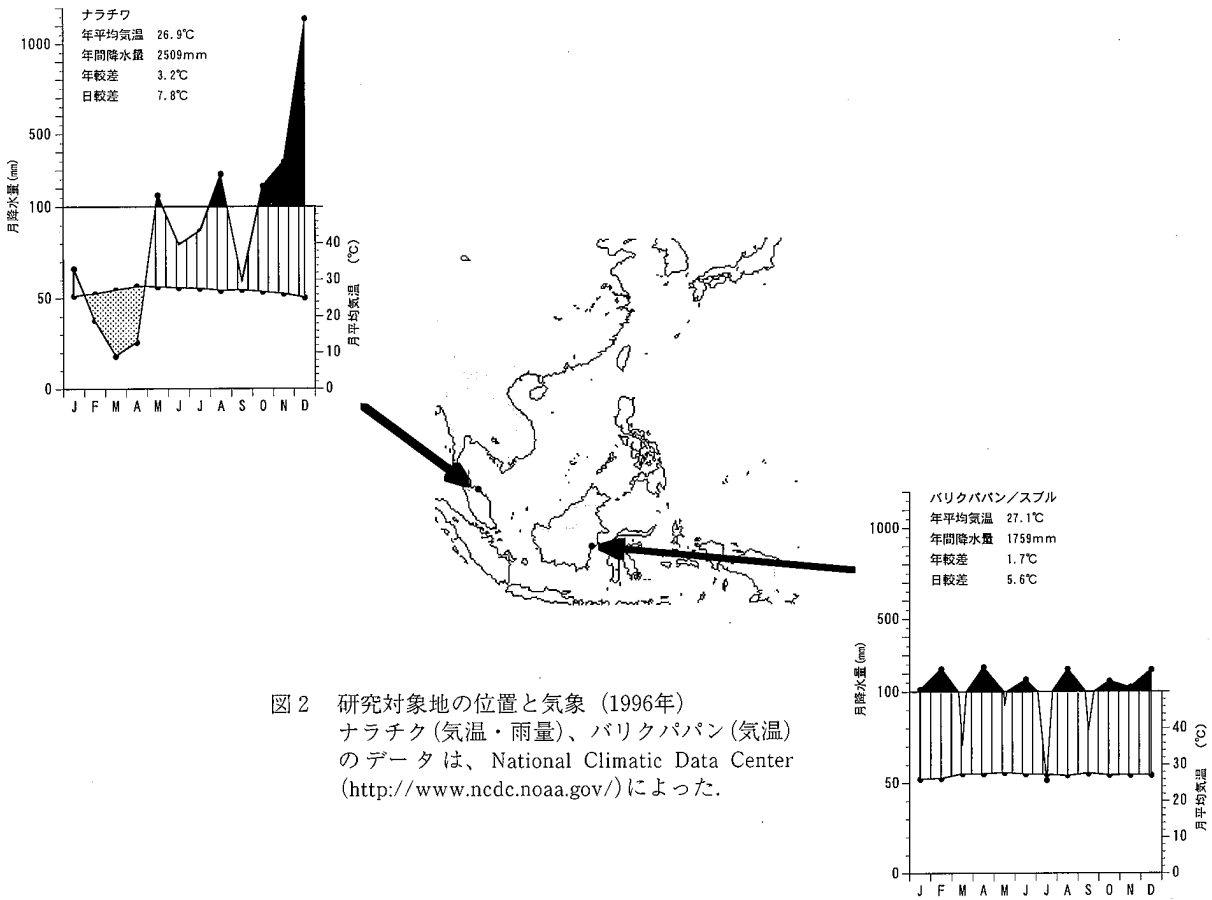 ナラチワ
年平均気温 26.9℃
年間降水量 2509mm
年較差 3.2℃
日較差 7.8℃
1000
500
100
50
0
月降水量(mm)
40
30
20
10
0
月平均気温 (℃)
J F M A M J J A S O N D
バリクパパン／スブル
年平均気温 27.1℃
年間降水量 1759mm
年較差 1.7℃
日較差 5.6℃
1000
500
100
50
0
月降水量(mm)
40
30
20
10
0
月平均気温 (℃)
J F M A M J J A S O N D
図2 研究対象地の位置と気象 (1996年)
ナラチク(気温・雨量)、バリクパパン(気温)
のデータは、National Climatic Data Center
(http://www.ncdc.noaa.gov/)によった.